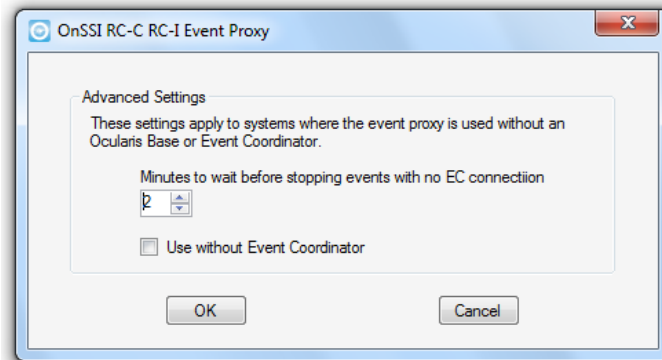 OnSSI RC-C RC-I Event Proxy
Advanced Settings
These settings apply to systems where the event proxy is used without an
Ocularis Base or Event Coordinator.
Minutes to wait before stopping events with no EC connectiion
2
Use without Event Coordinator
OK
Cancel